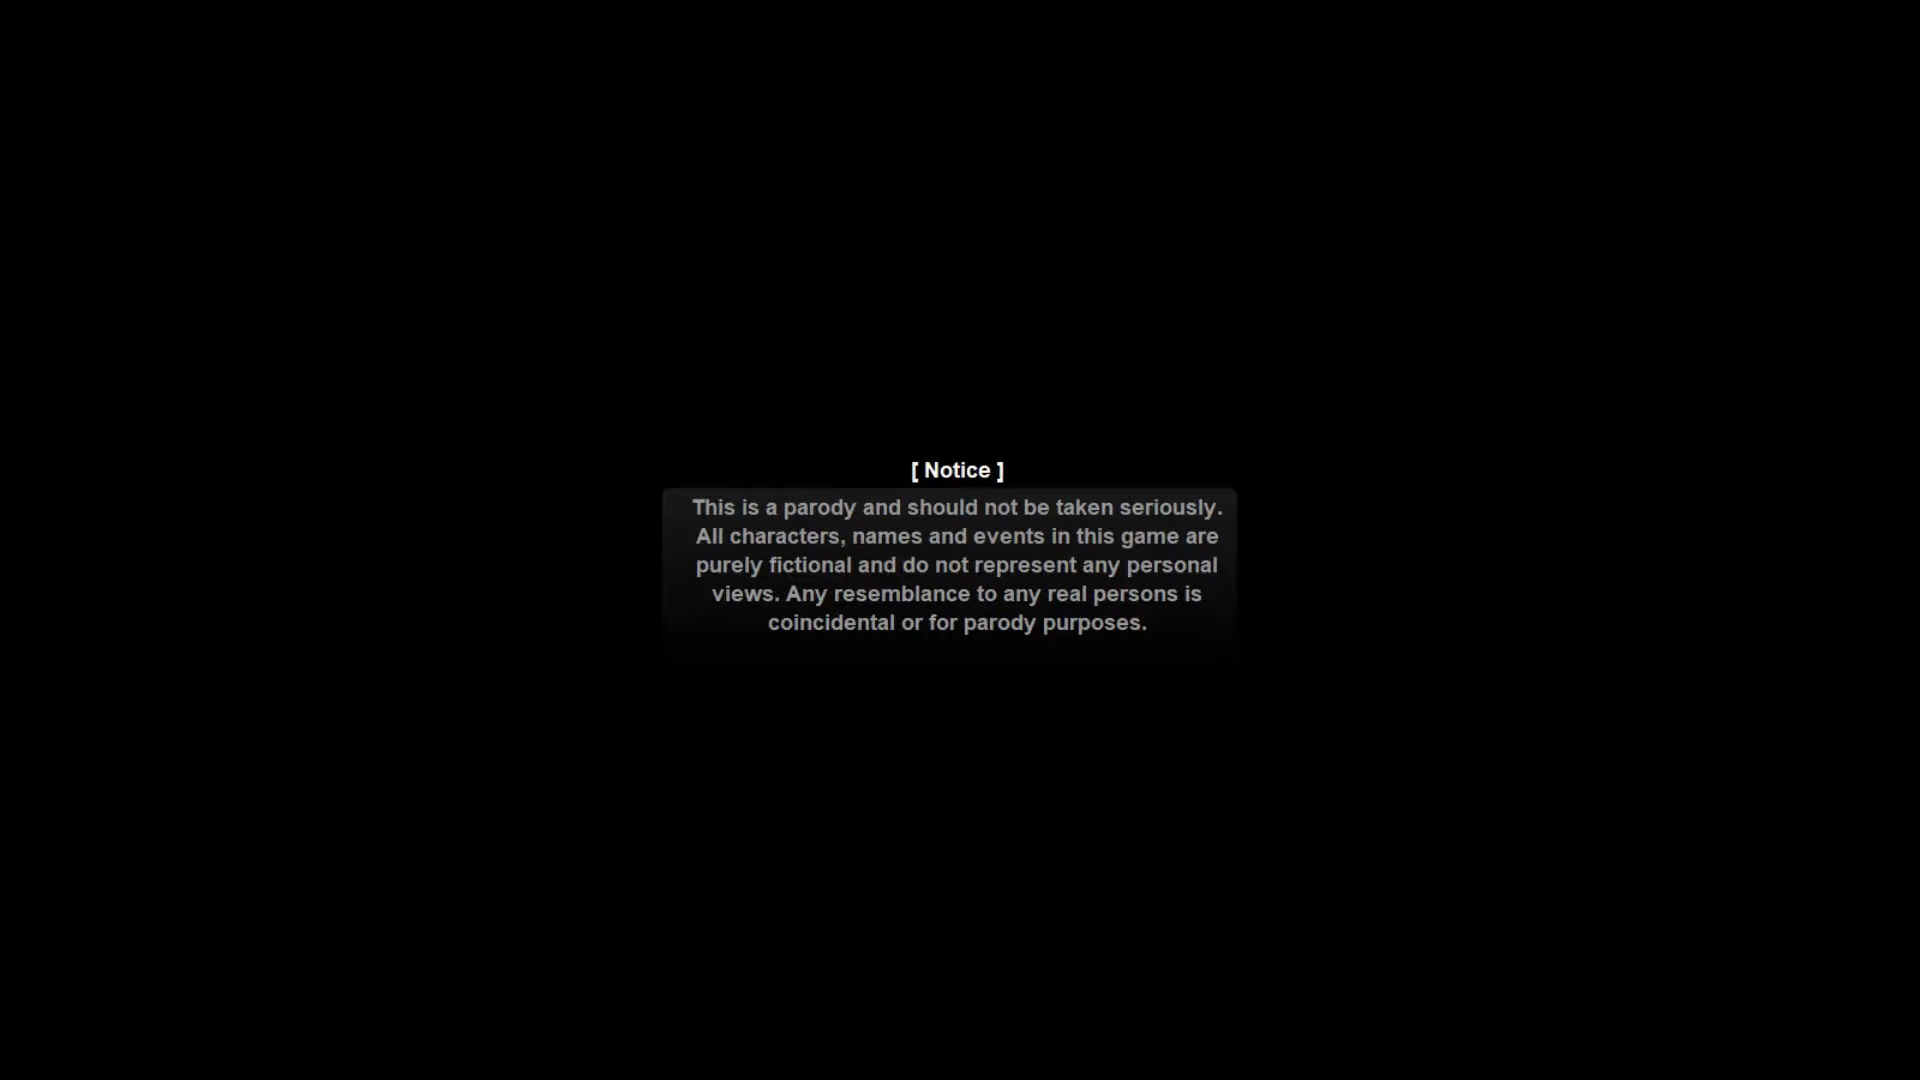 [ Notice ]
This is a parody and should not be taken seriously.
All characters, names and events in this game are
purely fictional and do not represent any personal
views. Any resemblance to any real persons is
coincidental or for parody purposes.